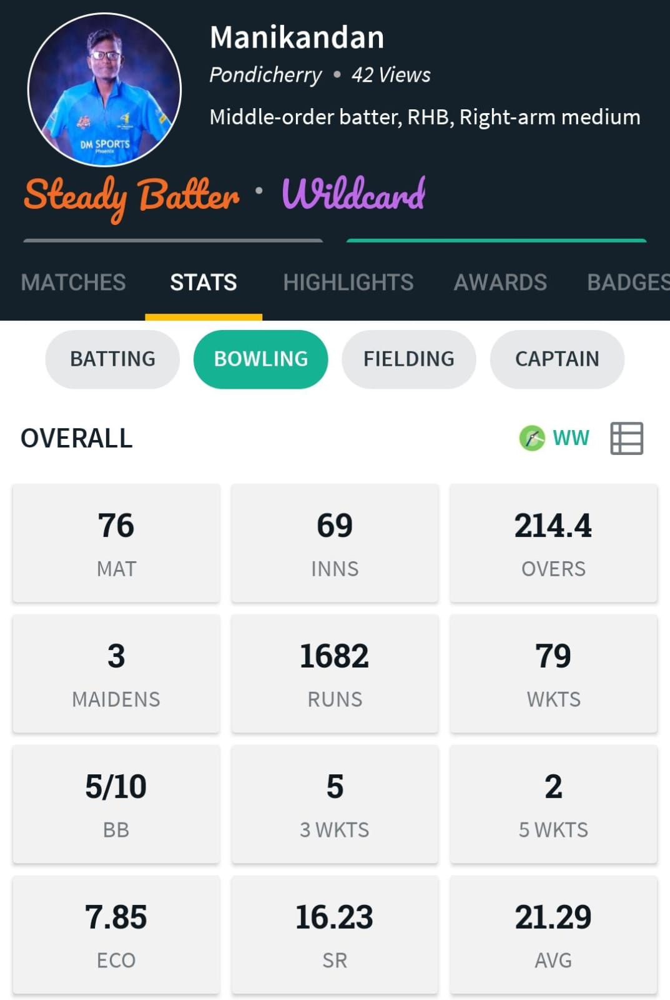 Manikandan
Pondicherry • 42 Views
Middle-order batter, RHB, Right-arm medium
DM SPORTS
Phoenix
Steady Batter • Wildcard
MATCHES STATS HIGHLIGHTS AWARDS BADGES
BATTING BOWLING FIELDING CAPTAIN
OVERALL WW
76 69 214.4
MAT INNS OVERS
3 1682 79
MAIDENS RUNS WKTS
5/10 5 2
BB 3 WKTS 5 WKTS
7.85 16.23 21.29
ECO SR AVG